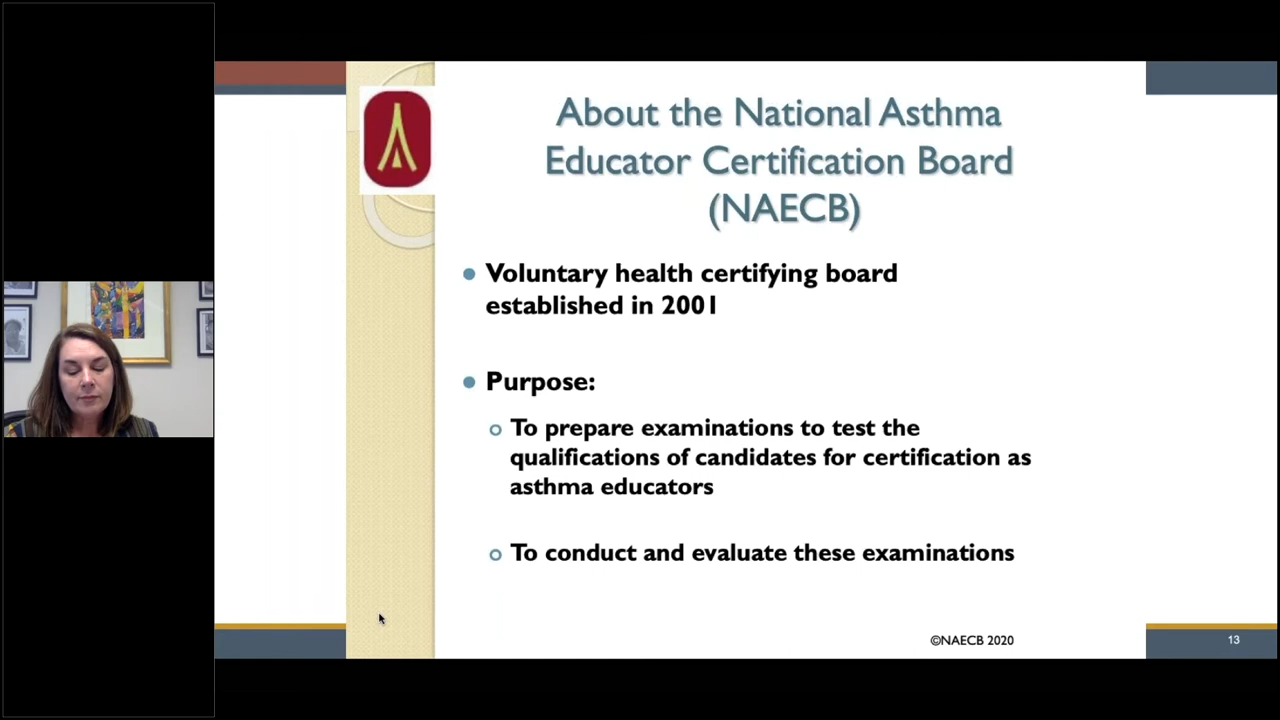 About the National Asthma
Educator Certification Board
(NAECB)
Voluntary health certifying board
established in 2001
Purpose:
To prepare examinations to test the
qualifications of candidates for certification as
asthma educators
To conduct and evaluate these examinations
©NAECB 2020
13